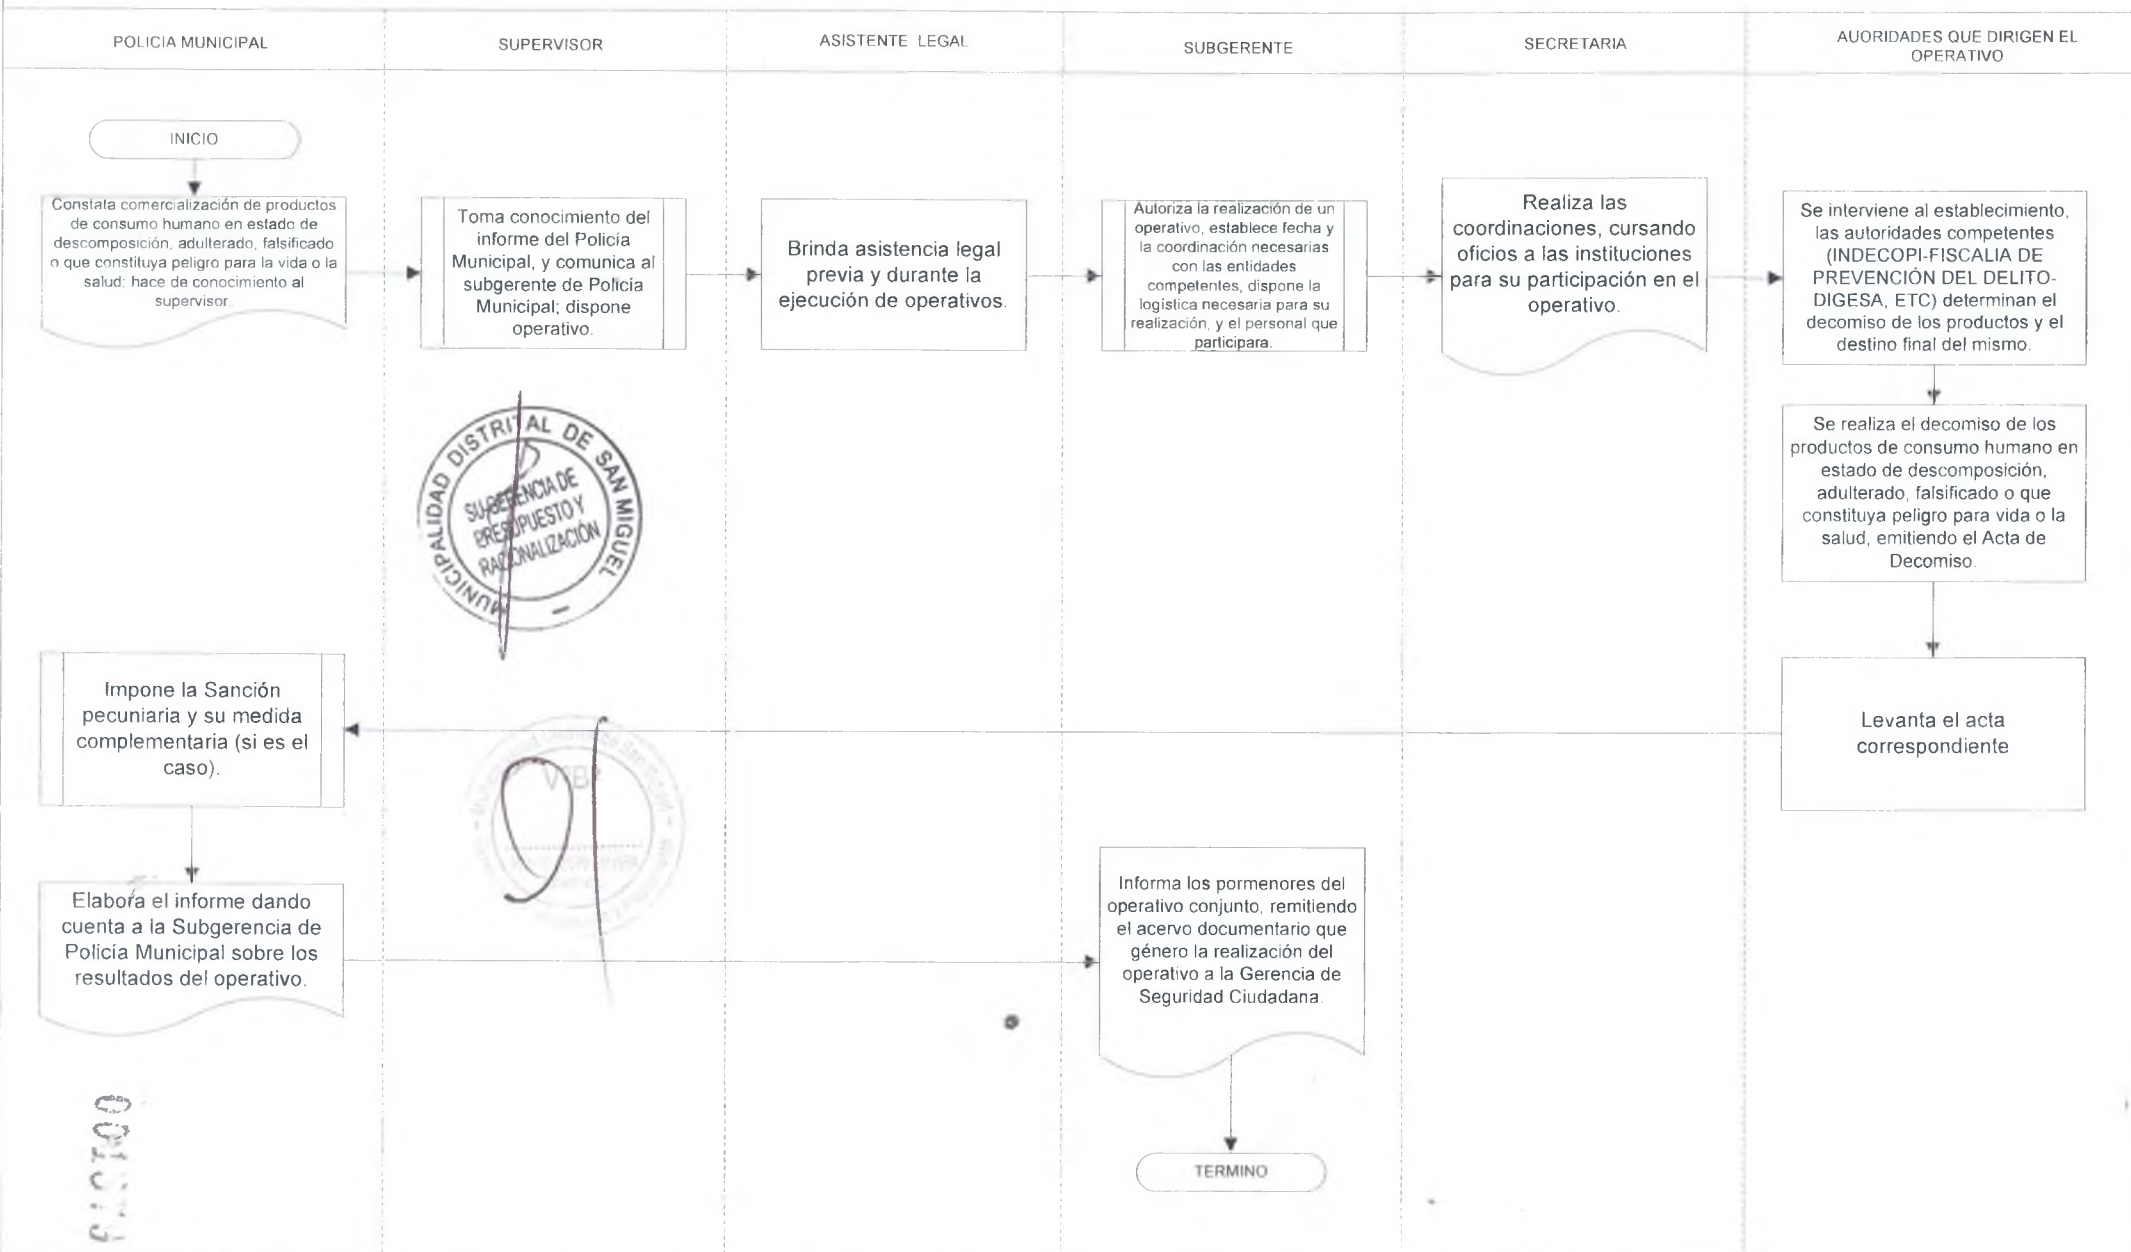 POLICIA MUNICIPAL
SUPERVISOR
ASISTENTE LEGAL
SUBGERENTE
SECRETARIA
AUORIDADES QUE DIRIGEN EL
OPERATIVO
INICIO
Constata comercialización de productos
de consumo humano en estado de
descomposición, adulterado, falsificado
o que constituya peligro para la vida o la
salud; hace de conocimiento al
supervisor.
Toma conocimiento del
informe del Policía
Municipal, y comunica al
subgerente de Policía
Municipal; dispone
operativo.
Brinda asistencia legal
previa y durante la
ejecución de operativos.
Autoriza la realización de un
operativo, establece fecha y
la coordinación necesarias
con las entidades
competentes, dispone la
logística necesaria para su
realización, y el personal que
participara.
Realiza las
coordinaciones, cursando
oficios a las instituciones
para su participación en el
operativo.
Se interviene al establecimiento,
las autoridades competentes
(INDECOPI-FISCALIA DE
PREVENCIÓN DEL DELITO-
DIGESA, ETC) determinan el
decomiso de los productos y el
destino final del mismo.
Se realiza el decomiso de los
productos de consumo humano en
estado de descomposición,
adulterado, falsificado o que
constituya peligro para vida o la
salud, emitiendo el Acta de
Decomiso.
MUNICIPALIDAD DISTRITAL DE SAN MIGUEL
SUBGERENCIA DE
PRESUPUESTO Y
RACIONALIZACIÓN
Levanta el acta
correspondiente
Impone la Sanción
pecuniaria y su medida
complementaria (si es el
caso).
V°B°
Elabora el informe dando
cuenta a la Subgerencia de
Policía Municipal sobre los
resultados del operativo.
Informa los pormenores del
operativo conjunto, remitiendo
el acervo documentario que
género la realización del
operativo a la Gerencia de
Seguridad Ciudadana.
TERMINO